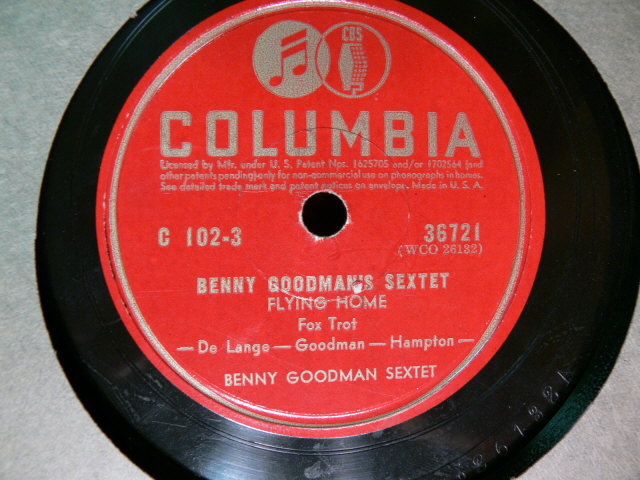 CBS
COLUMBIA
Licensed by Mfr. under U. S. Patent Nos. 1625705 and/or 1702564 (and
other patents pending) only for non-commercial use on phonographs in homes.
See detailed trade mark and patent notices on envelope. Made in U. S. A.
C 102-3 36721
(WCO 26132)
BENNY GOODMAN'S SEXTET
FLYING HOME
Fox Trot
— De Lange — Goodman — Hampton —
BENNY GOODMAN SEXTET